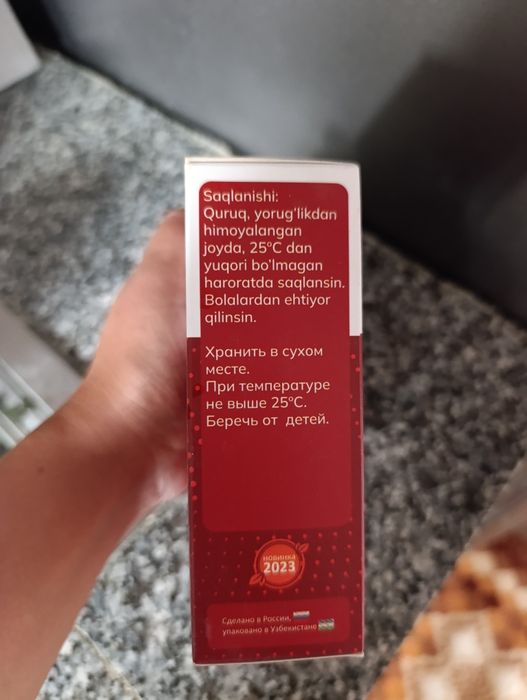 Saqlanishi:
Quruq, yorug'likdan
himoyalangan
joyda, 25°C dan
yuqori bo'lmagan
haroratda saqlansin.
Bolalardan ehtiyor
qilinsin.
Хранить в сухом
месте.
При температуре
не выше 25°C.
Беречь от детей.
новинка
2023
Сделано в России,
упаковано в Узбекистане